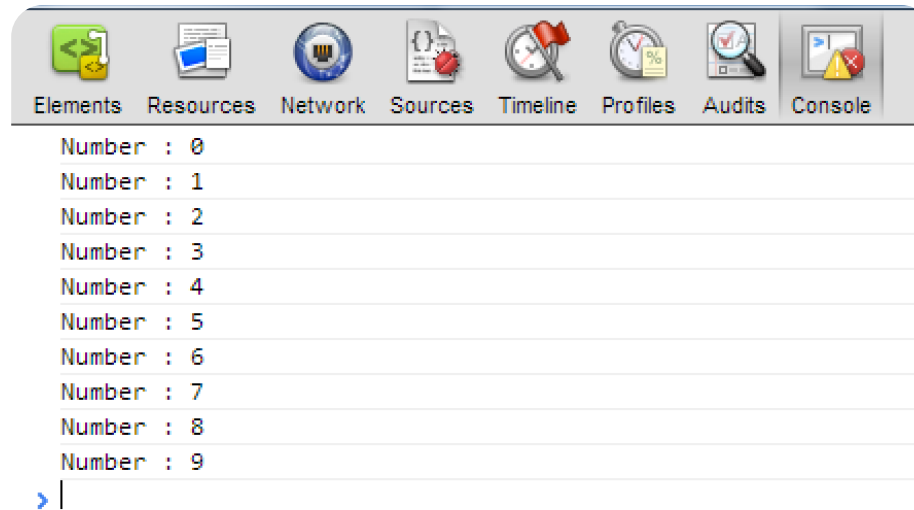 Elements Resources Network Sources Timeline Profiles Audits Console
Number : 0
Number : 1
Number : 2
Number : 3
Number : 4
Number : 5
Number : 6
Number : 7
Number : 8
Number : 9
>